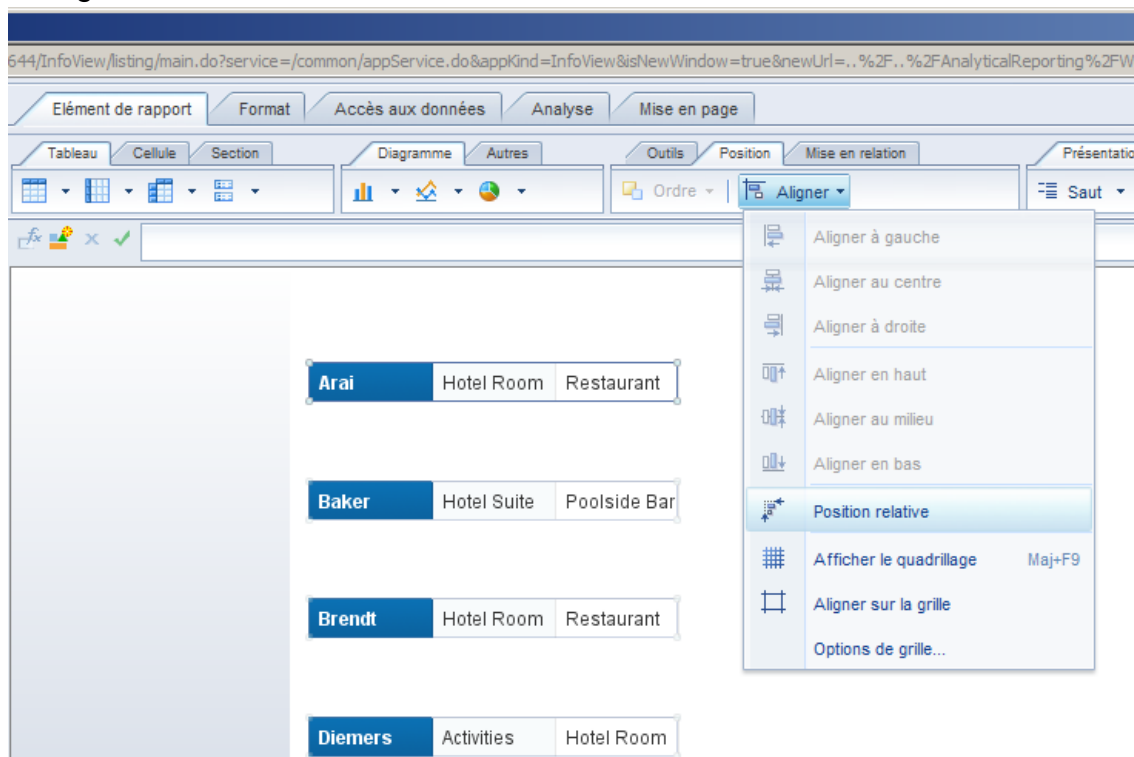 644/InfoView/listing/main.do?service=/common/appService.do&appKind=InfoView&isNewWindow=true&newUrl=..%2F..%2FAnalyticalReporting%2FW
Elément de rapport Format Accès aux données Analyse Mise en page
Tableau Cellule Section Diagramme Autres Outils Position Mise en relation Présentatio
Ordre Aligner Saut
fx
Aligner à gauche
Aligner au centre
Aligner à droite
Aligner en haut
Aligner au milieu
Aligner en bas
Position relative
Afficher le quadrillage Maj+F9
Aligner sur la grille
Options de grille...
Arai Hotel Room Restaurant
Baker Hotel Suite Poolside Bar
Brendt Hotel Room Restaurant
Diemers Activities Hotel Room